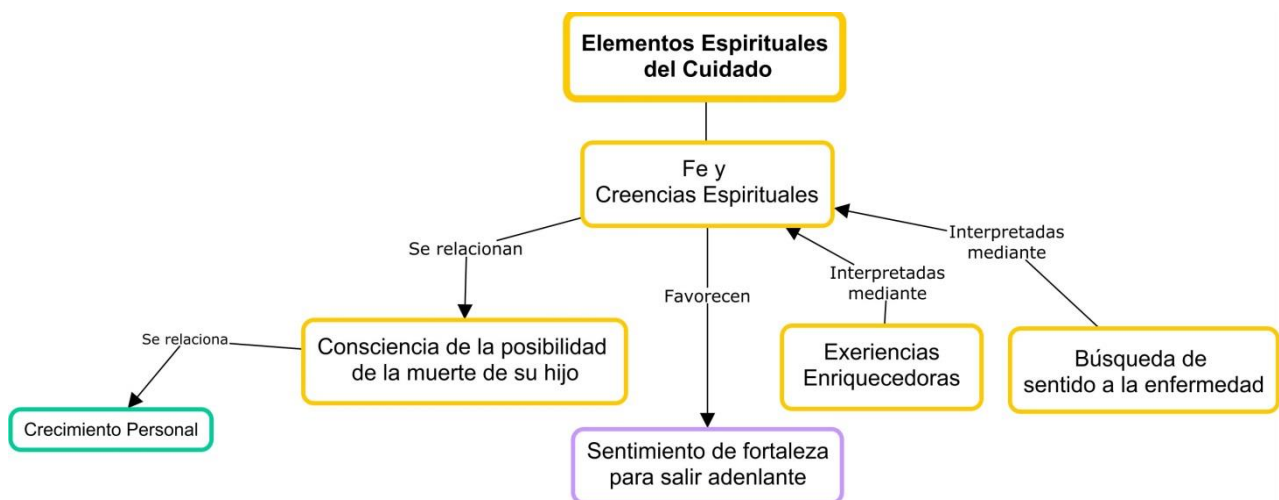 Elementos Espirituales
del Cuidado
Fe y
Creencias Espirituales
Se relacionan
Favorecen
Interpretadas
mediante
Interpretadas
mediante
Se relaciona
Consciencia de la posibilidad
de la muerte de su hijo
Exeriencias
Enriquecedoras
Búsqueda de
sentido a la enfermedad
Crecimiento Personal
Sentimiento de fortaleza
para salir adenlante